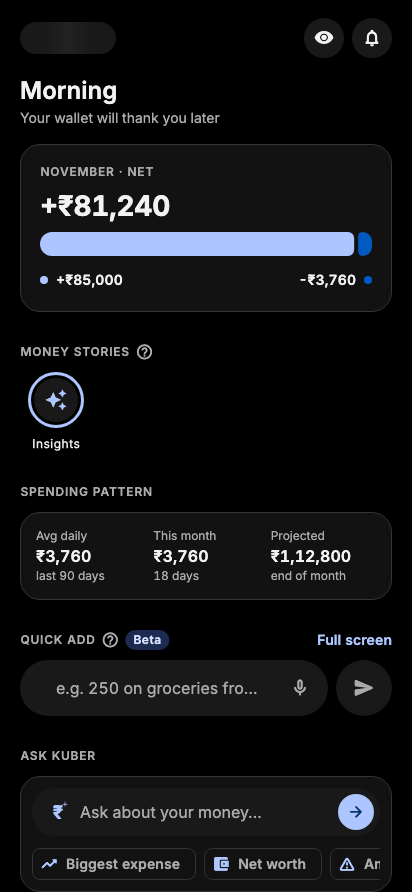 Morning
Your wallet will thank you later
NOVEMBER · NET
+₹81,240
+₹85,000 -₹3,760
MONEY STORIES
Insights
SPENDING PATTERN
Avg daily This month Projected
₹3,760 ₹3,760 ₹1,12,800
last 90 days 18 days end of month
QUICK ADD Beta Full screen
e.g. 250 on groceries fro...
ASK KUBER
Ask about your money...
Biggest expense Net worth An